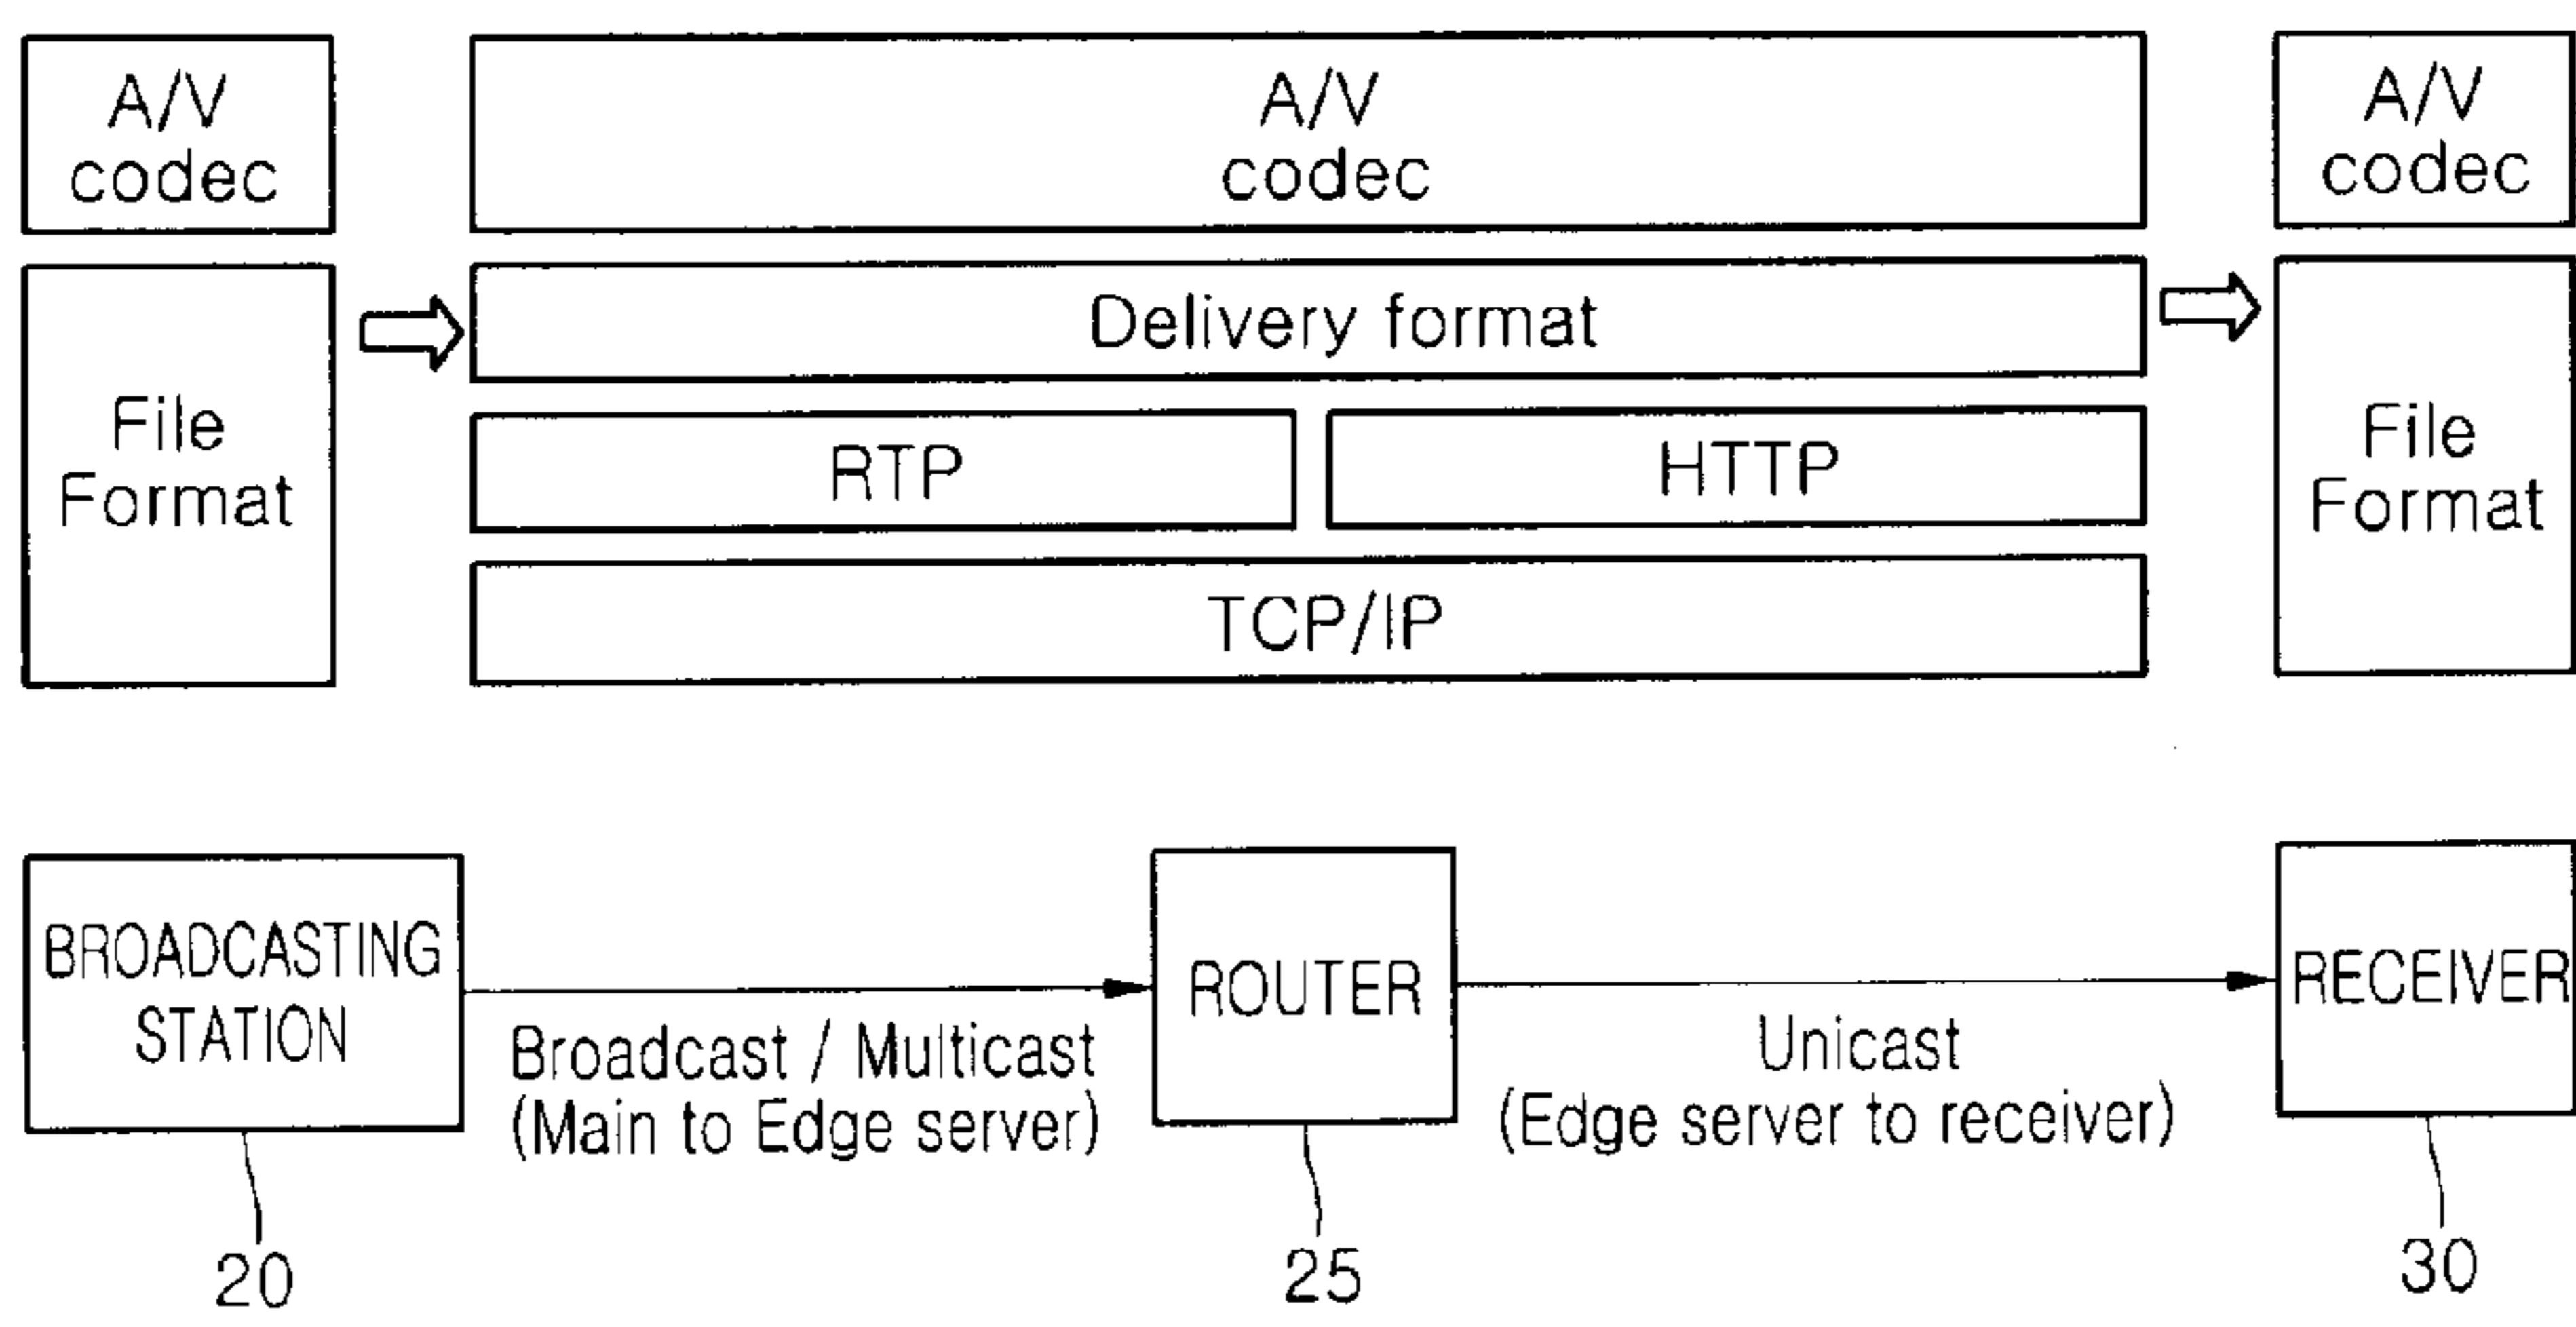 A/V
codec
A/V
codec
A/V
codec
File
Format
Delivery format
RTP
HTTP
TCP/IP
File
Format
BROADCASTING
STATION
Broadcast / Multicast
(Main to Edge server)
ROUTER
Unicast
(Edge server to receiver)
RECEIVER
20
25
30